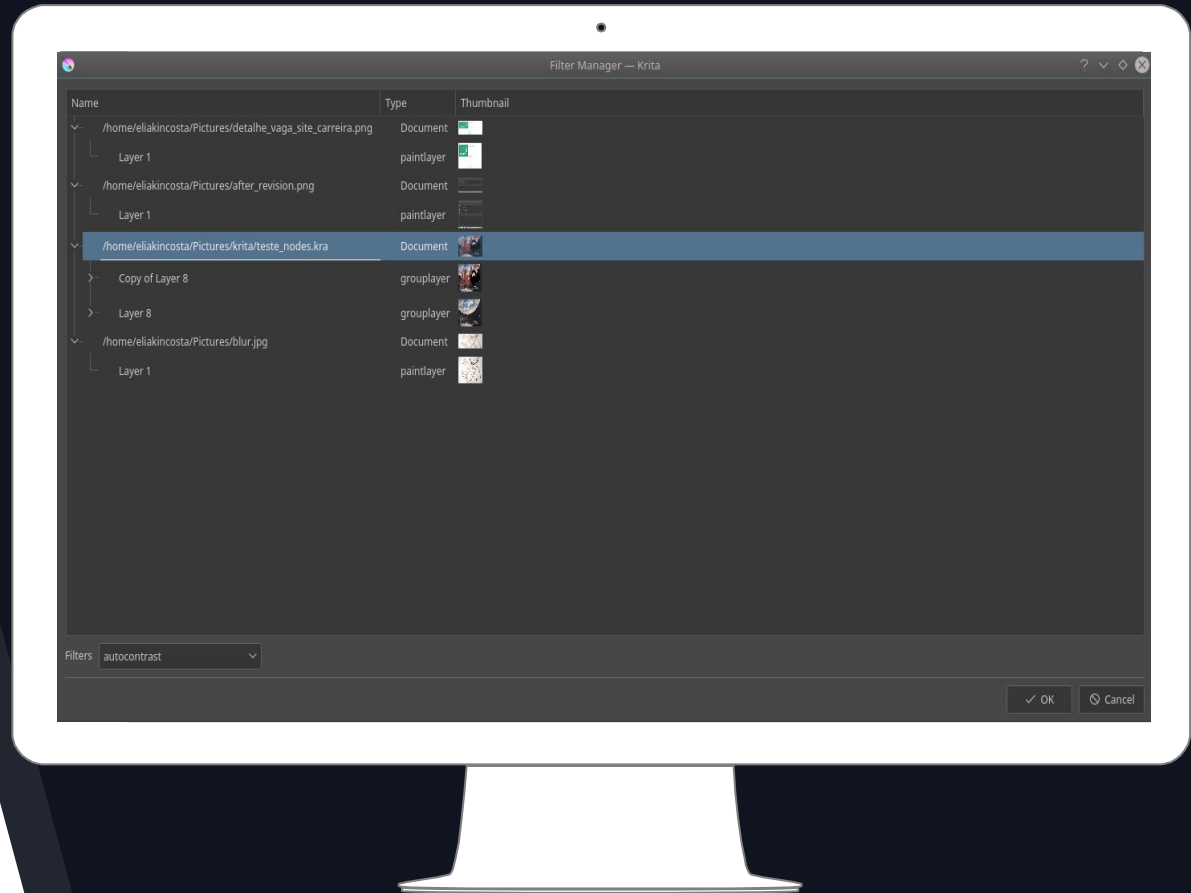 Filter Manager — Krita
Name Type Thumbnail
/home/eliakincosta/Pictures/detalhe_vaga_site_carreira.png Document
Layer 1 paintlayer
/home/eliakincosta/Pictures/after_revision.png Document
Layer 1 paintlayer
/home/eliakincosta/Pictures/krita/teste_nodes.kra Document
Copy of Layer 8 grouplayer
Layer 8 grouplayer
/home/eliakincosta/Pictures/blur.jpg Document
Layer 1 paintlayer
Filters autocontrast
OK Cancel